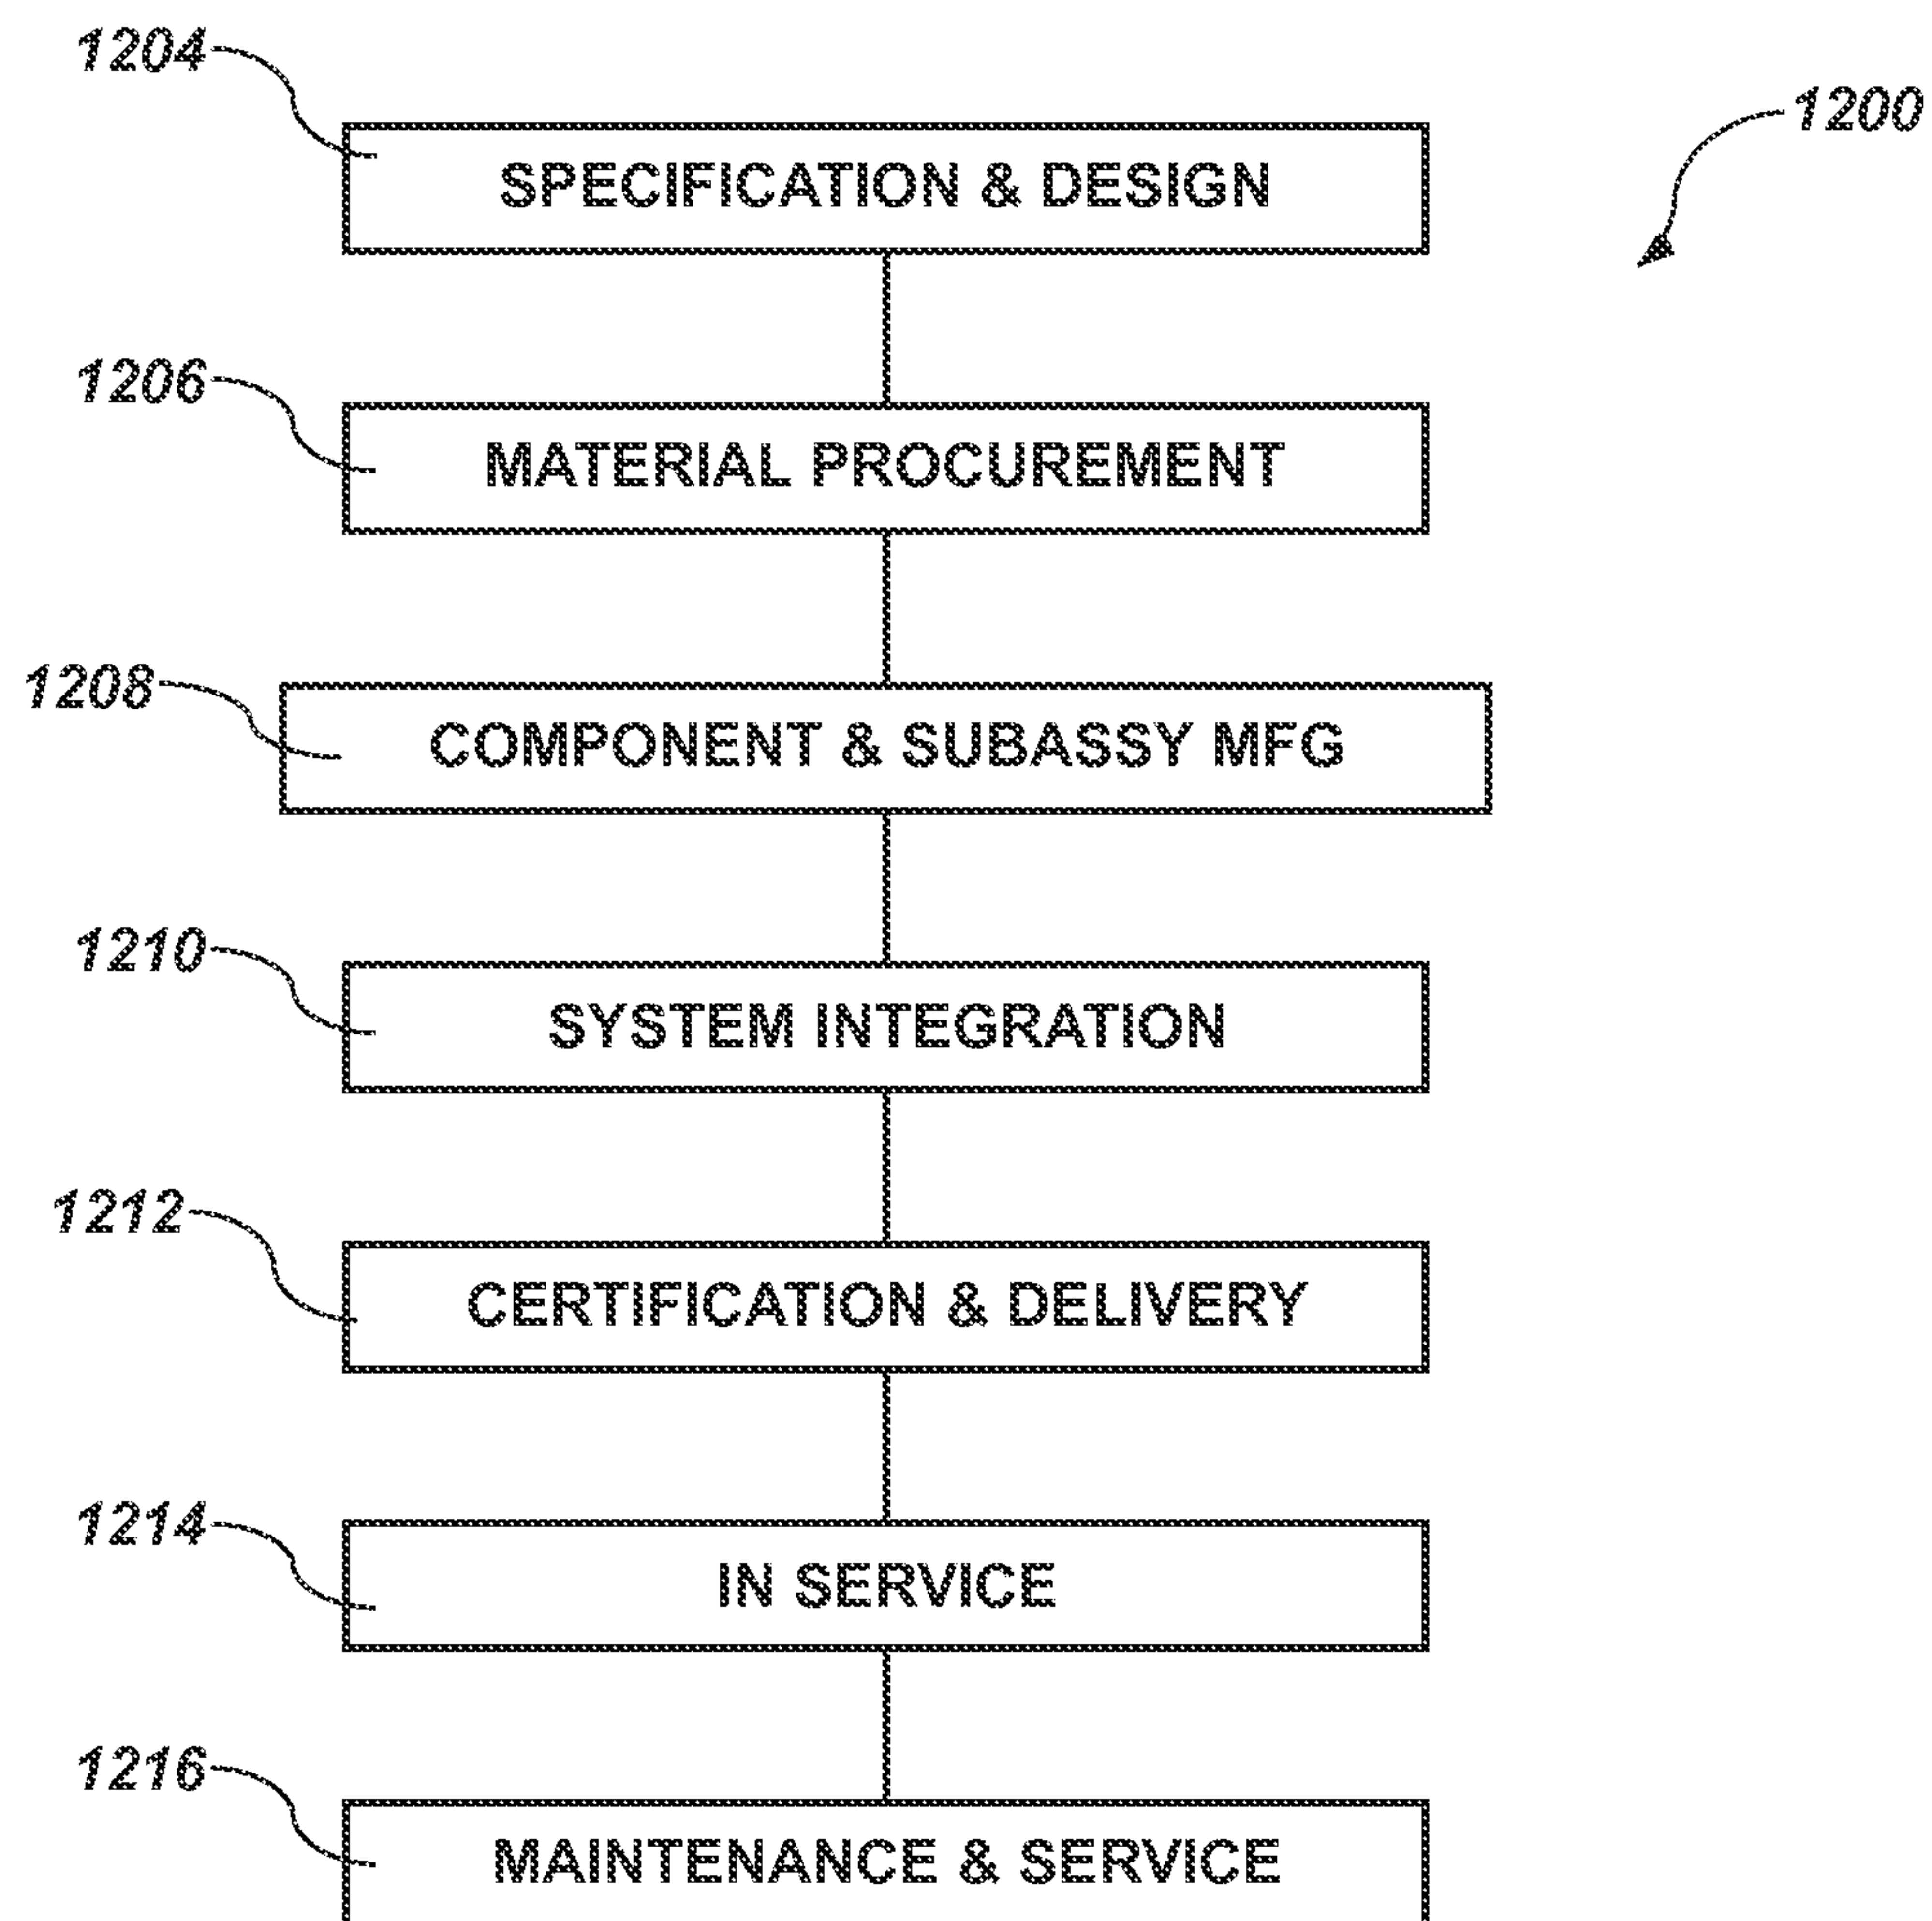 1204
1200
SPECIFICATION & DESIGN
1206
MATERIAL PROCUREMENT
1208
COMPONENT & SUBASSY MFG
1210
SYSTEM INTEGRATION
1212
CERTIFICATION & DELIVERY
1214
IN SERVICE
1216
MAINTENANCE & SERVICE